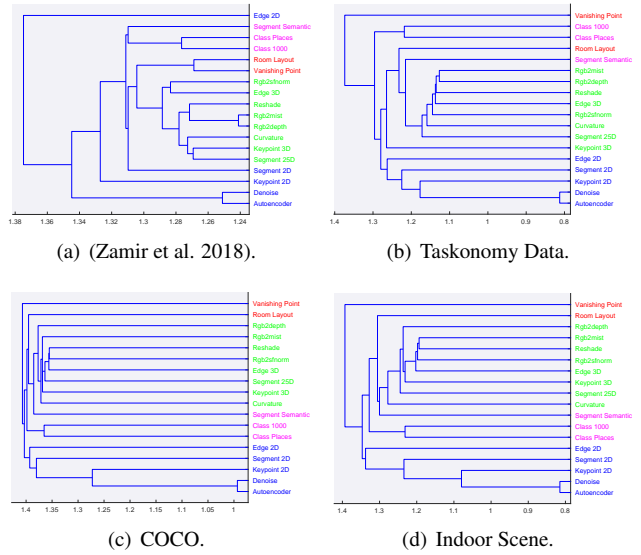 Edge 2D
Segment Semantic
Class Places
Class 1000
Room Layout
Vanishing Point
Rgb2sfnorm
Edge 3D
Reshade
Rgb2mist
Rgb2depth
Curvature
Keypoint 3D
Segment 25D
Segment 2D
Keypoint 2D
Denoise
Autoencoder
1.38 1.36 1.34 1.32 1.3 1.28 1.26 1.24
(a) (Zamir et al. 2018).
Vanishing Point
Class 1000
Class Places
Room Layout
Segment Semantic
Rgb2mist
Rgb2depth
Reshade
Edge 3D
Rgb2sfnorm
Curvature
Segment 25D
Keypoint 3D
Edge 2D
Segment 2D
Keypoint 2D
Denoise
Autoencoder
1.4 1.3 1.2 1.1 1 0.9 0.8
(b) Taskonomy Data.
Vanishing Point
Room Layout
Rgb2depth
Rgb2mist
Reshade
Rgb2sfnorm
Edge 3D
Segment 25D
Keypoint 3D
Curvature
Segment Semantic
Class 1000
Class Places
Edge 2D
Segment 2D
Keypoint 2D
Denoise
Autoencoder
1.4 1.35 1.3 1.25 1.2 1.15 1.1 1.05 1
(c) COCO.
Vanishing Point
Room Layout
Rgb2depth
Rgb2mist
Reshade
Rgb2sfnorm
Edge 3D
Keypoint 3D
Segment 25D
Curvature
Segment Semantic
Class 1000
Class Places
Edge 2D
Segment 2D
Keypoint 2D
Denoise
Autoencoder
1.4 1.3 1.2 1.1 1 0.9 0.8
(d) Indoor Scene.